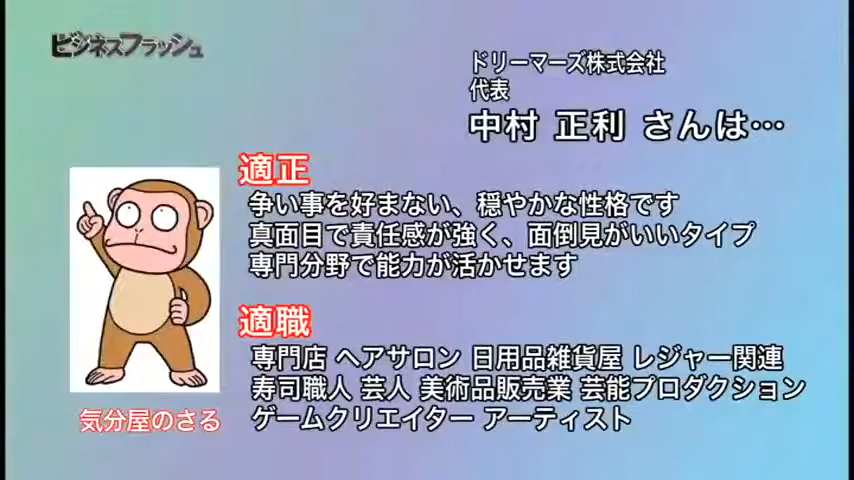 ビジネスフラッシュ
ドリーマーズ株式会社
代表
中村 正利 さんは…
適正
争い事を好まない、穏やかな性格です
真面目で責任感が強く、面倒見がいいタイプ
専門分野で能力が活かせます
適職
専門店 ヘアサロン 日用品雑貨屋 レジャー関連
寿司職人 芸人 美術品販売業 芸能プロダクション
ゲームクリエイター アーティスト
気分屋のさる